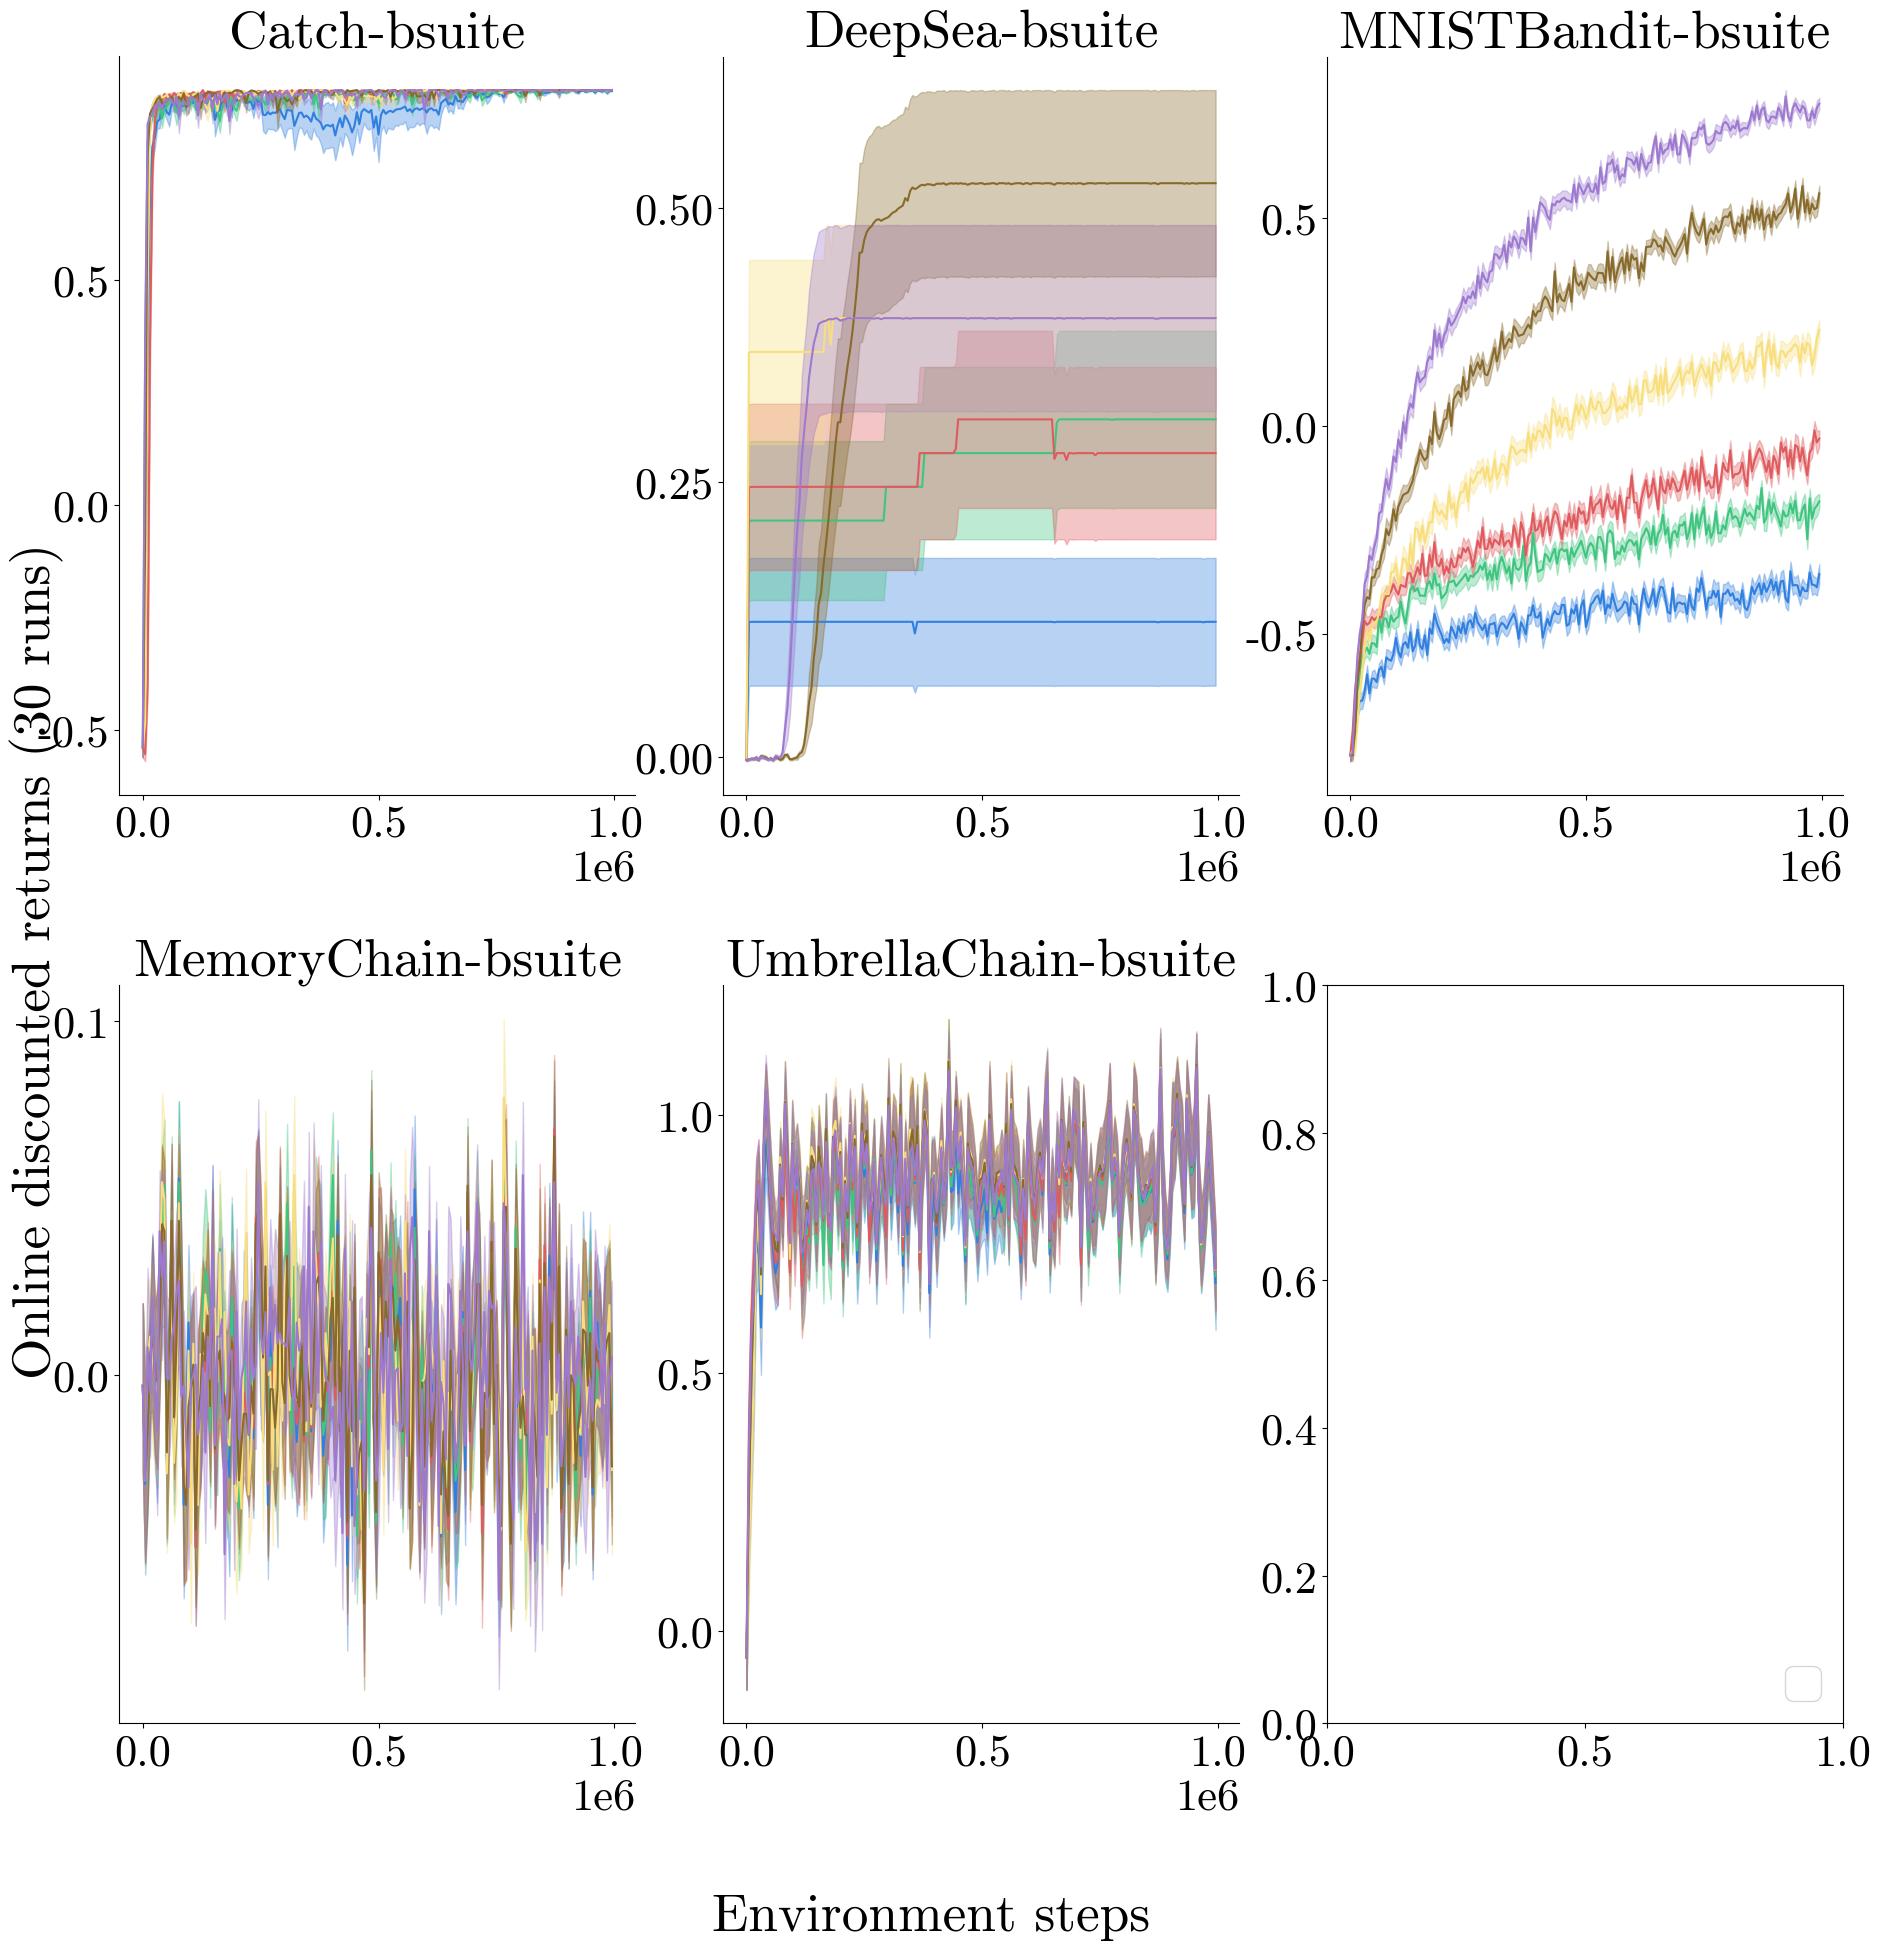 Catch-bsuite
DeepSea-bsuite
MNISTBandit-bsuite
0.5
0.0
-0.5
0.0 0.5 1.0
1e6
0.50
0.25
0.00
0.0 0.5 1.0
1e6
0.5
0.0
-0.5
0.0 0.5 1.0
1e6
Online discounted returns (30 runs)
MemoryChain-bsuite
UmbrellaChain-bsuite
0.1
0.0
0.0 0.5 1.0
1e6
1.0
0.5
0.0
0.0 0.5 1.0
1e6
1.0
0.8
0.6
0.4
0.2
0.0
0.0 0.5 1.0
Environment steps